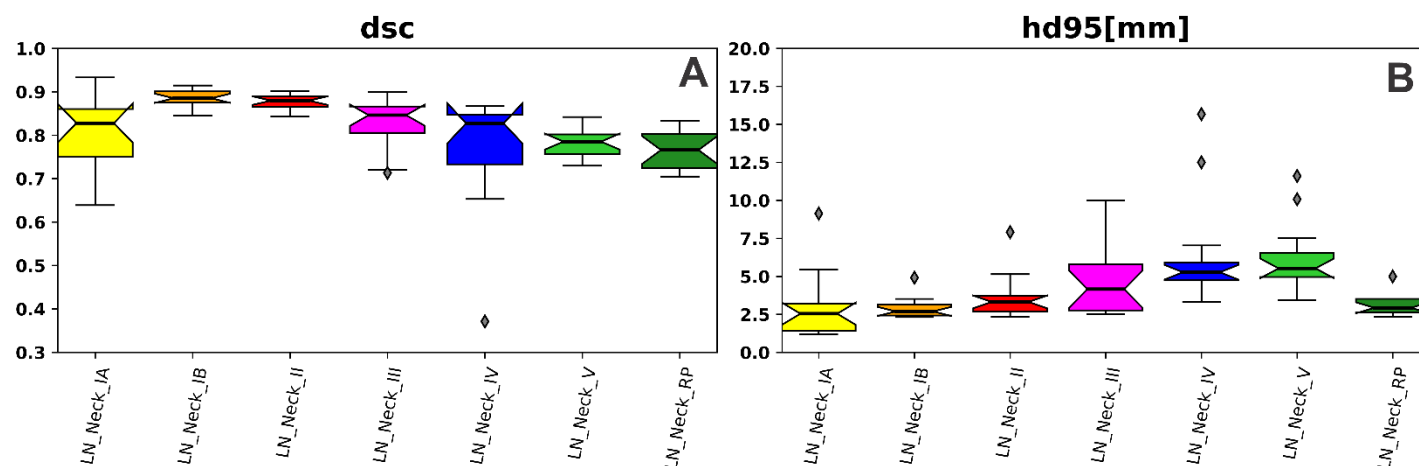 dsc
A
1.0
0.9
0.8
0.7
0.6
0.5
0.4
0.3
LN_Neck_IA
LN_Neck_IB
LN_Neck_II
LN_Neck_III
LN_Neck_IV
LN_Neck_V
LN_Neck_RP
hd95[mm]
B
20.0
17.5
15.0
12.5
10.0
7.5
5.0
2.5
0.0
LN_Neck_IA
LN_Neck_IB
LN_Neck_II
LN_Neck_III
LN_Neck_IV
LN_Neck_V
LN_Neck_RP